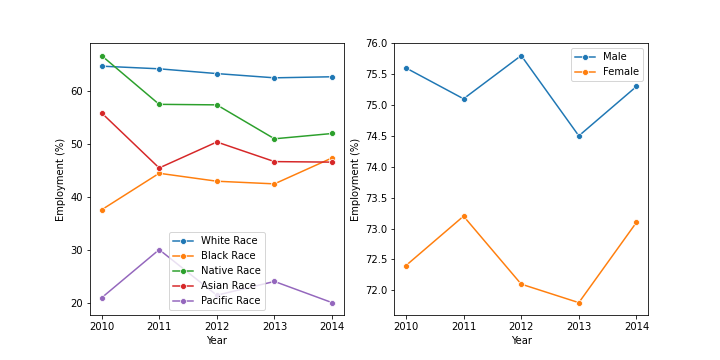 60
50
40
30
20
Employment (%)
2010 2011 2012 2013 2014
Year
White Race
Black Race
Native Race
Asian Race
Pacific Race
76.0
75.5
75.0
74.5
74.0
73.5
73.0
72.5
72.0
Employment (%)
2010 2011 2012 2013 2014
Year
Male
Female